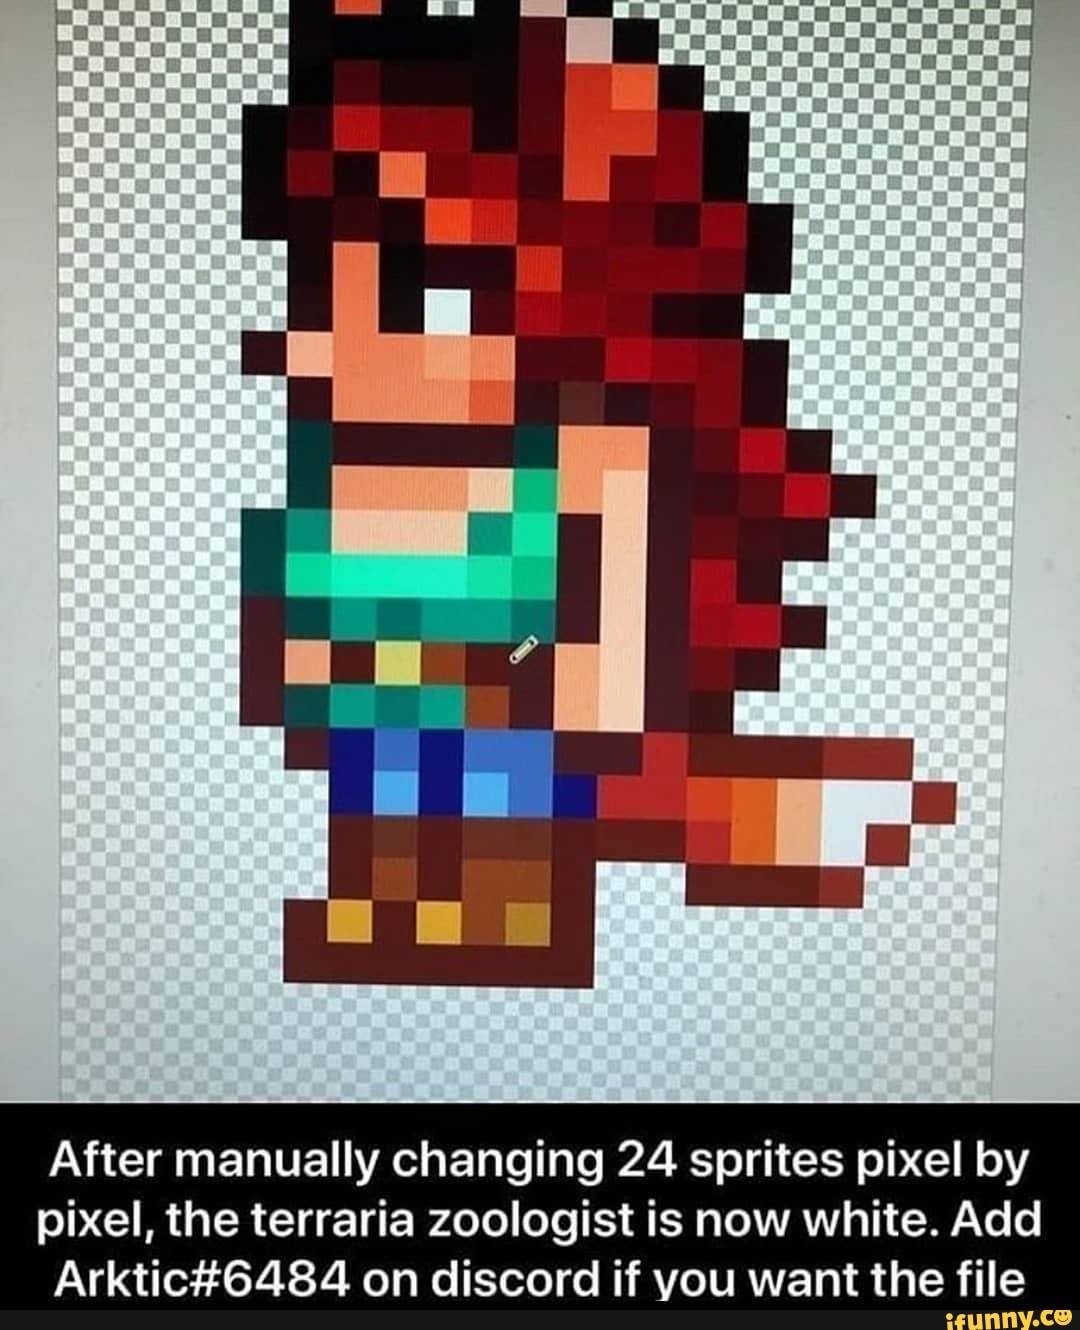 After manually changing 24 sprites pixel by
pixel, the terraria zoologist is now white. Add
Arktic#6484 on discord if you want the file
ifunny.co